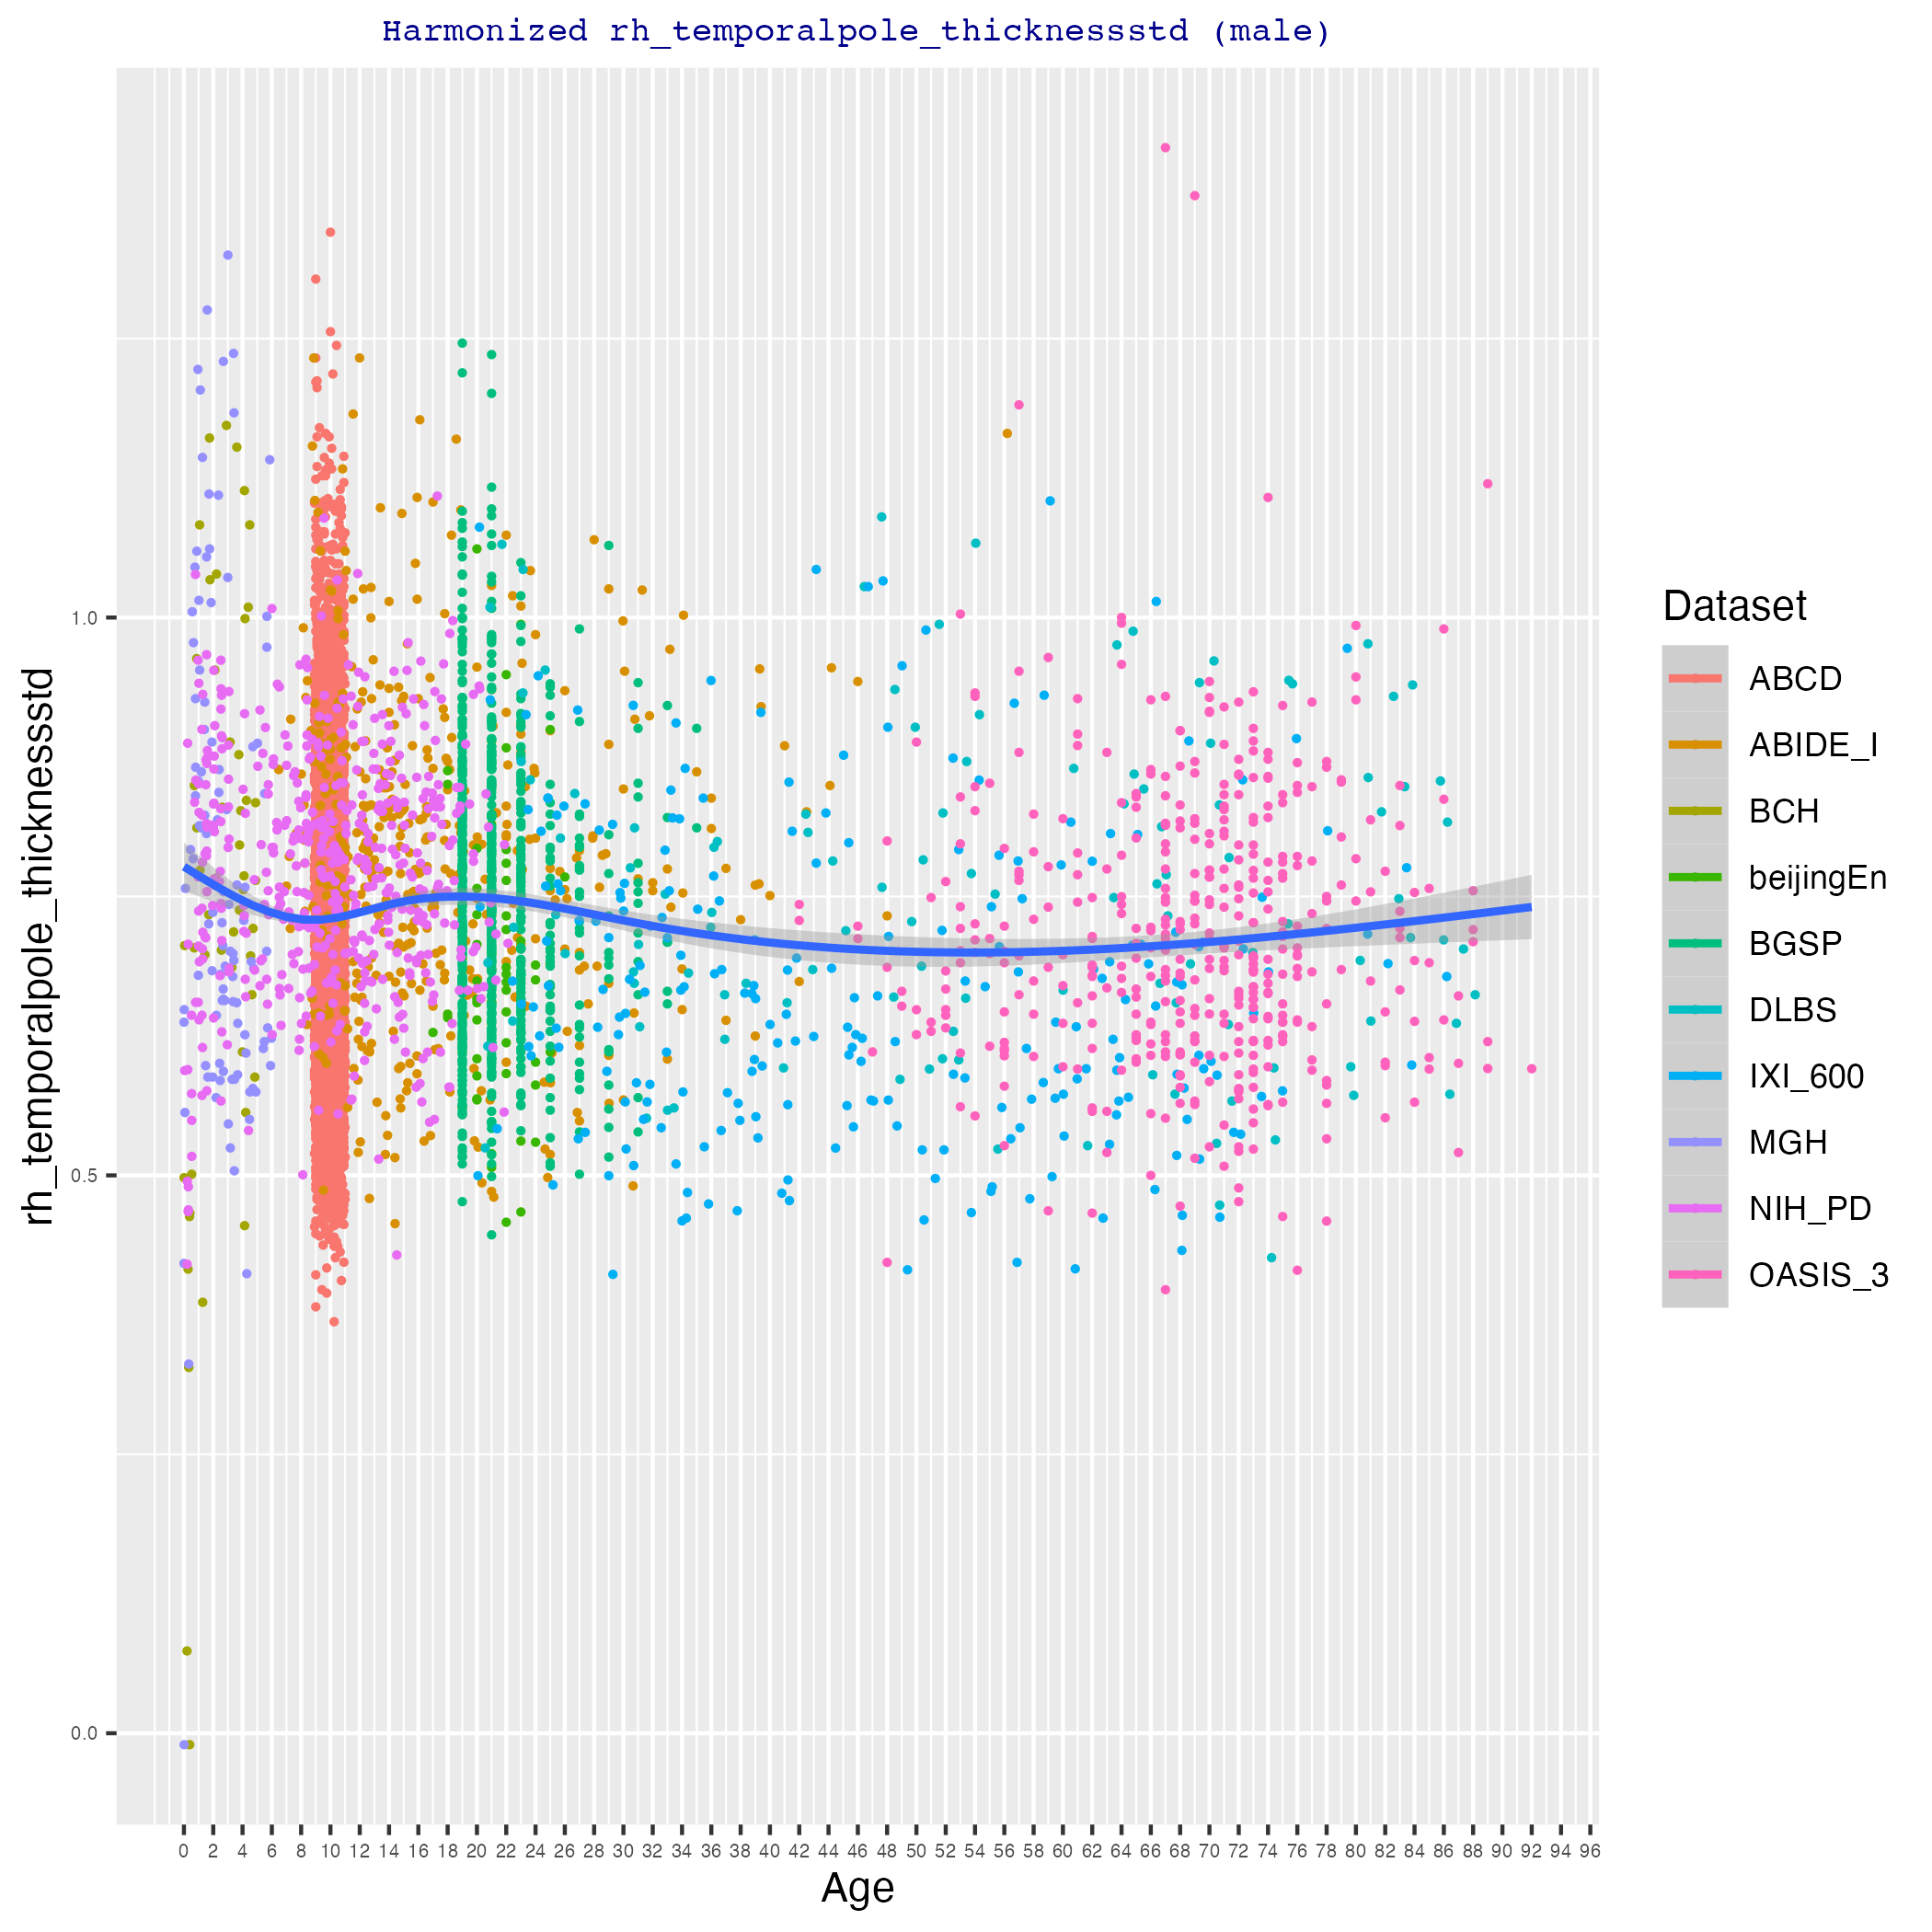 Harmonized rh_temporalpole_thicknessstd (male)
rh_temporalpole_thicknessstd
1.0
0.5
0.0
0 2 4 6 8 10 12 14 16 18 20 22 24 26 28 30 32 34 36 38 40 42 44 46 48 50 52 54 56 58 60 62 64 66 68 70 72 74 76 78 80 82 84 86 88 90 92 94 96
Age
Dataset
ABCD
ABIDE_I
BCH
beijingEn
BGSP
DLBS
IXI_600
MGH
NIH_PD
OASIS_3